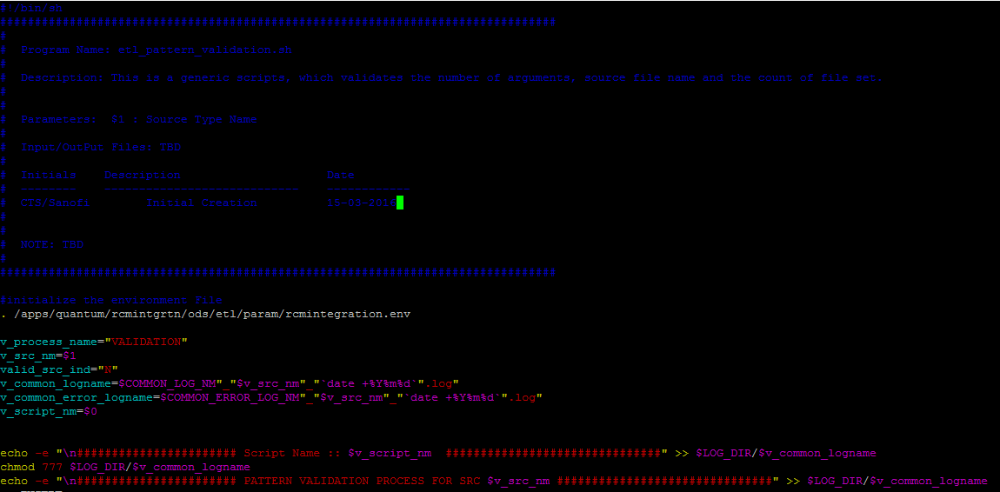 #!/bin/sh
################################################################################
#
#  Program Name: etl_pattern_validation.sh
#
#  Description: This is a generic scripts, which validates the number of arguments, source file name and the count of file set.
#
#
#  Parameters:  $1 : Source Type Name
#
#  Input/OutPut Files: TBD
#
#  Initials    Description                     Date
#  --------    ----------------------------    ------------
#  CTS/Sanofi        Initial Creation          15-05-2016
#
#
#  NOTE: TBD
#
################################################################################
#initialize the environment File
. /apps/quantum/rcmintgrtn/ods/etl/param/rcmintegration.env
v_process_name="VALIDATION"
v_src_nm=$1
valid_src_ind="N"
v_common_logname=$COMMON_LOG_NM"_"$v_src_nm"_"`date +%Y%m%d`".log"
v_common_error_logname=$COMMON_ERROR_LOG_NM"_"$v_src_nm"_"`date +%Y%m%d`".log"
v_script_nm=$0
echo -e "\n####################### Script Name :: $v_script_nm  ###############################" >> $LOG_DIR/$v_common_logname
chmod 777 $LOG_DIR/$v_common_logname
echo -e "\n####################### PATTERN VALIDATION PROCESS FOR SRC $v_src_nm ###############################" >> $LOG_DIR/$v_common_logname